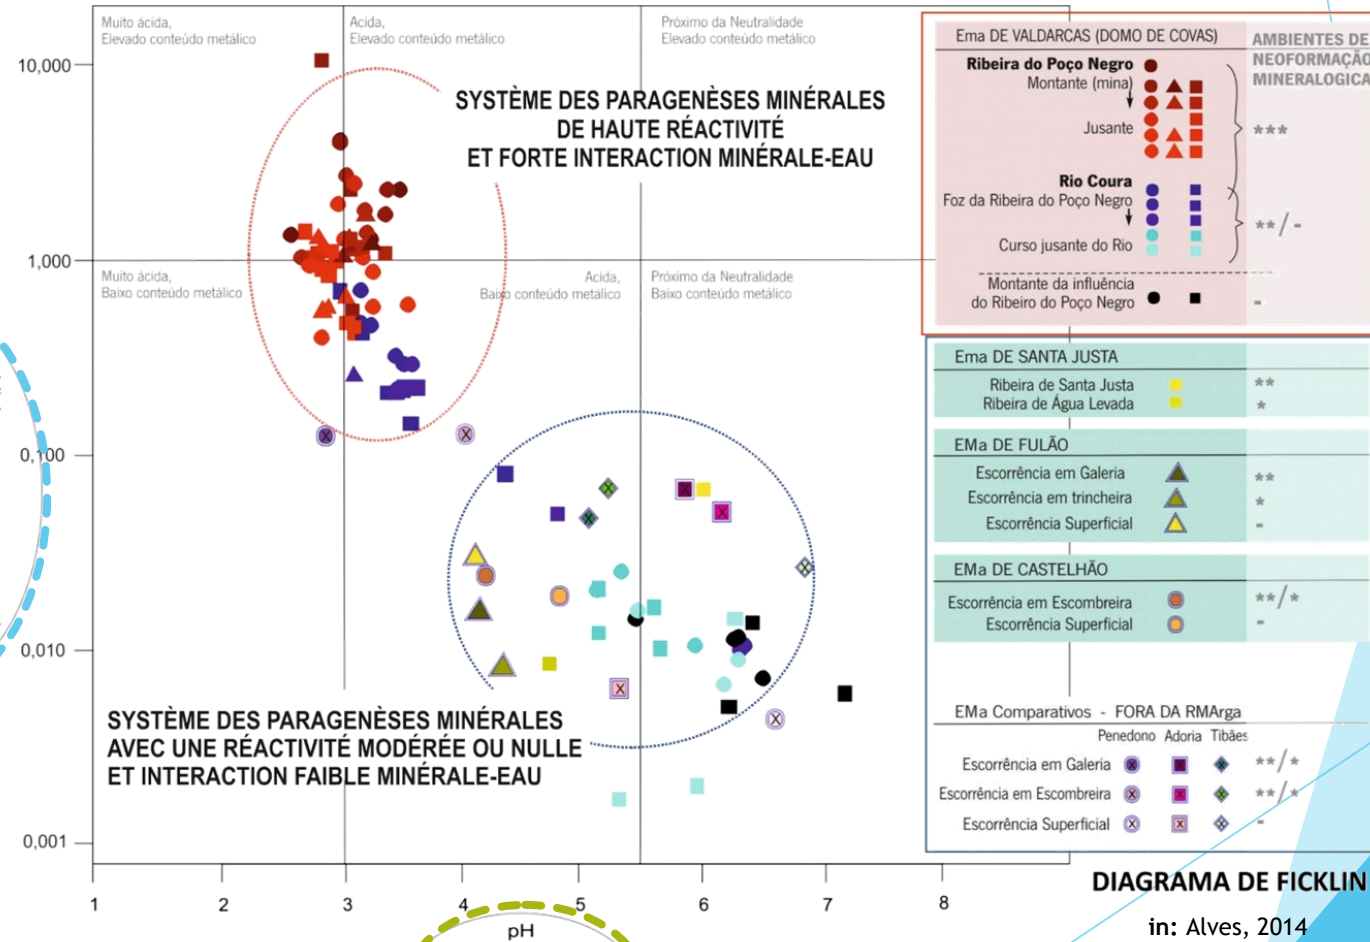 Muito ácida,
Elevado conteúdo metálico
Acida,
Elevado conteúdo metálico
Próximo da Neutralidade
Elevado conteúdo metálico
10,000
SYSTÈME DES PARAGENÈSES MINÉRALES
DE HAUTE RÉACTIVITÉ
ET FORTE INTERACTION MINÉRALE-EAU
1,000
Muito ácida,
Baixo conteúdo metálico
Acida,
Baixo conteúdo metálico
Próximo da Neutralidade
Baixo conteúdo metálico
0,100
0,010
SYSTÈME DES PARAGENÈSES MINÉRALES
AVEC UNE RÉACTIVITÉ MODÉRÉE OU NULLE
ET INTERACTION FAIBLE MINÉRALE-EAU
0,001
1 2 3 4 5 6 7 8
pH
Ema DE VALDARCAS (DOMO DE COVAS)
AMBIENTES DE
NEOFORMAÇÃO
MINERALOGICA
Ribeira do Poço Negro
Montante (mina)
Jusante
***
Rio Coura
Foz da Ribeira do Poço Negro
**/-
Curso jusante do Rio
Montante da influência
do Ribeiro do Poço Negro
-
Ema DE SANTA JUSTA
Ribeira de Santa Justa **
Ribeira de Água Levada *
EMa DE FULÃO
Escorrência em Galeria **
Escorrência em trincheira *
Escorrência Superficial -
EMa DE CASTELHÃO
Escorrência em Escombreira **/*
Escorrência Superficial -
EMa Comparativos - FORA DA RMArga
Penedono Adoria Tibães
Escorrência em Galeria X X X **/*
Escorrência em Escombreira X X X **/*
Escorrência Superficial X X X -
DIAGRAMA DE FICKLIN
in: Alves, 2014